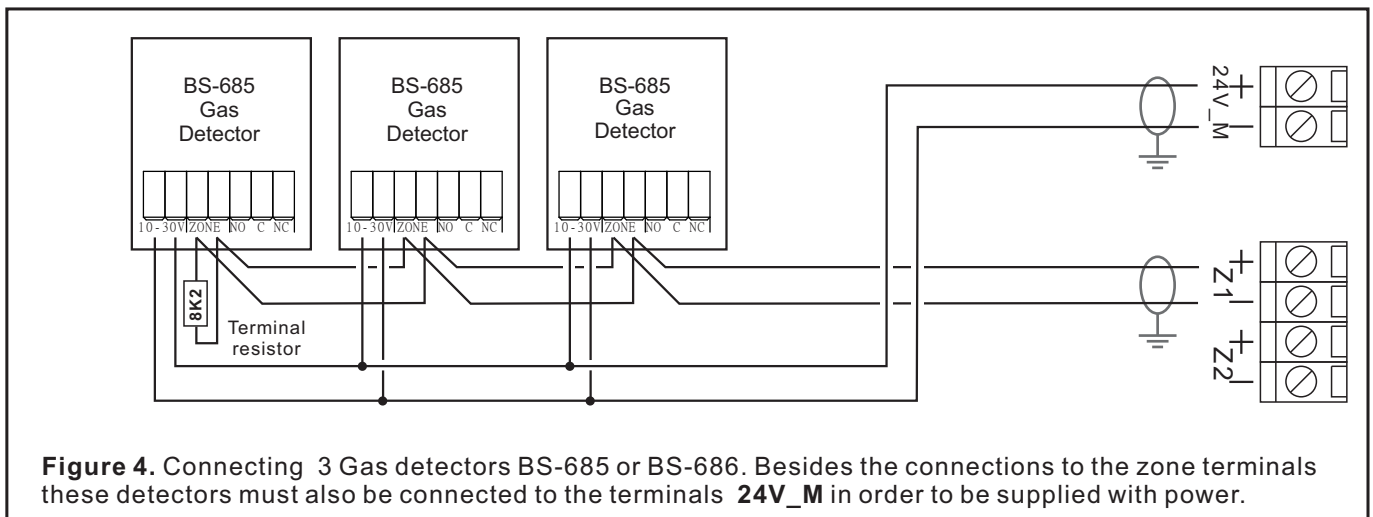 BS-685
Gas
Detector
BS-685
Gas
Detector
BS-685
Gas
Detector
10-30V ZONE NO C NC
10-30V ZONE NO C NC
10-30V ZONE NO C NC
8K2
Terminal
resistor
24V_M
+
−
Z1
+
−
Z2
+
−
Figure 4. Connecting 3 Gas detectors BS-685 or BS-686. Besides the connections to the zone terminals
these detectors must also be connected to the terminals 24V_M in order to be supplied with power.